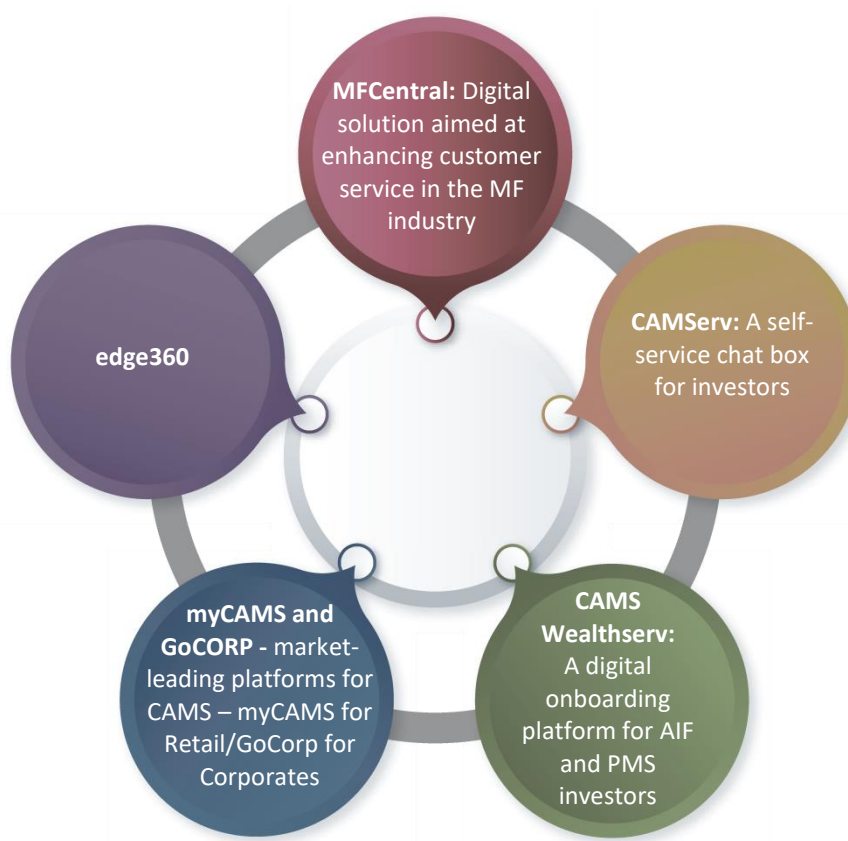 MFCentral: Digital
solution aimed at
enhancing customer
service in the MF
industry
CAMServ: A self-
service chat box
for investors
CAMS
Wealthserv:
A digital
onboarding
platform for AIF
and PMS
investors
myCAMS and
GoCORP - market-
leading platforms for
CAMS – myCAMS for
Retail/GoCorp for
Corporates
edge360